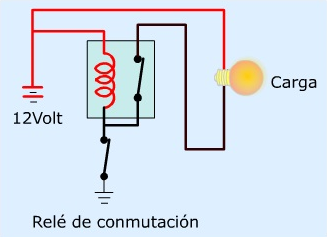 Carga
12Volt
Relé de conmutación